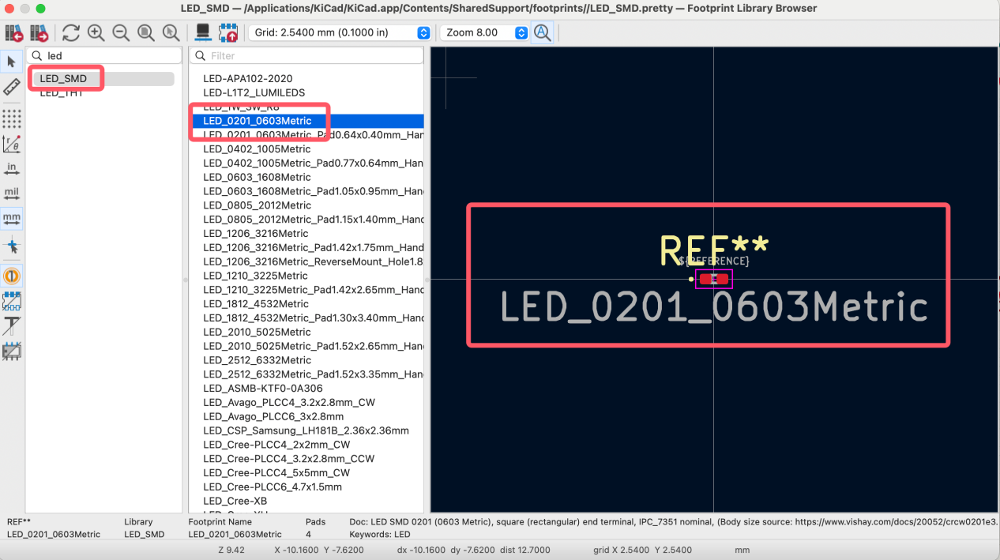 LED_SMD — /Applications/KiCad/KiCad.app/Contents/SharedSupport/footprints//LED_SMD.pretty — Footprint Library Browser
Grid: 2.5400 mm (0.1000 in)
Zoom 8.00
led
Filter
in
mil
mm
LED_SMD
LED_THT
LED-APA102-2020
LED-L1T2_LUMILEDS
LED_1W_3W_R8
LED_0201_0603Metric
LED_0201_0603Metric_Pad0.64x0.40mm_Han
LED_0402_1005Metric
LED_0402_1005Metric_Pad0.77x0.64mm_Han
LED_0603_1608Metric
LED_0603_1608Metric_Pad1.05x0.95mm_Han
LED_0805_2012Metric
LED_0805_2012Metric_Pad1.15x1.40mm_Hand
LED_1206_3216Metric
LED_1206_3216Metric_Pad1.42x1.75mm_Hand
LED_1206_3216Metric_ReverseMount_Hole1.8
LED_1210_3225Metric
LED_1210_3225Metric_Pad1.42x2.65mm_Hand
LED_1812_4532Metric
LED_1812_4532Metric_Pad1.30x3.40mm_Hand
LED_2010_5025Metric
LED_2010_5025Metric_Pad1.52x2.65mm_Han
LED_2512_6332Metric
LED_2512_6332Metric_Pad1.52x3.35mm_Han
LED_ASMB-KTF0-0A306
LED_Avago_PLCC4_3.2x2.8mm_CW
LED_Avago_PLCC6_3x2.8mm
LED_CSP_Samsung_LH181B_2.36x2.36mm
LED_Cree-PLCC4_2x2mm_CW
LED_Cree-PLCC4_3.2x2.8mm_CCW
LED_Cree-PLCC4_5x5mm_CW
LED_Cree-PLCC6_4.7x1.5mm
LED_Cree-XB
REF**
${REFERENCE}
LED_0201_0603Metric
REF** Library Footprint Name Pads Doc: LED SMD 0201 (0603 Metric), square (rectangular) end terminal, IPC_7351 nominal, (Body size source: https://www.vishay.com/docs/20052/crcw0201e3.
LED_0201_0603Metric LED_SMD LED_0201_0603Metric 4 Keywords: LED
Z 9.42 X -10.1600 Y -7.6200 dx -10.1600 dy -7.6200 dist 12.7000 grid X 2.5400 Y 2.5400 mm